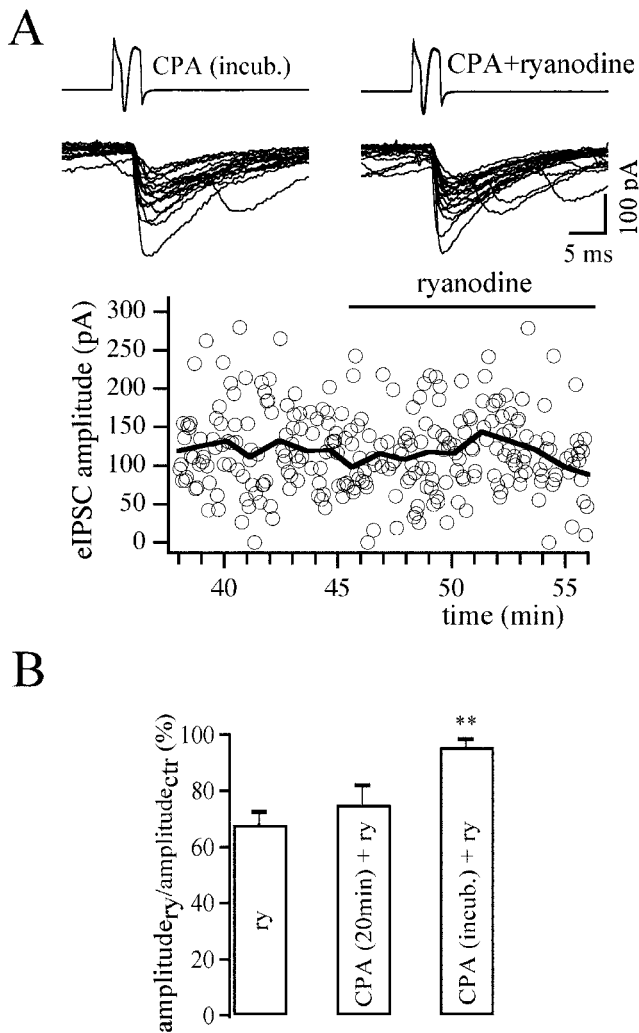 A
CPA (incub.)
CPA+ryanodine
100 pA
5 ms
ryanodine
eIPSC amplitude (pA)
300
250
200
150
100
50
0
40
45
50
55
time (min)
B
amplitudery/amplitudectr (%)
100
80
60
40
20
0
**
ry
CPA (20min) + ry
CPA (incub.) + ry